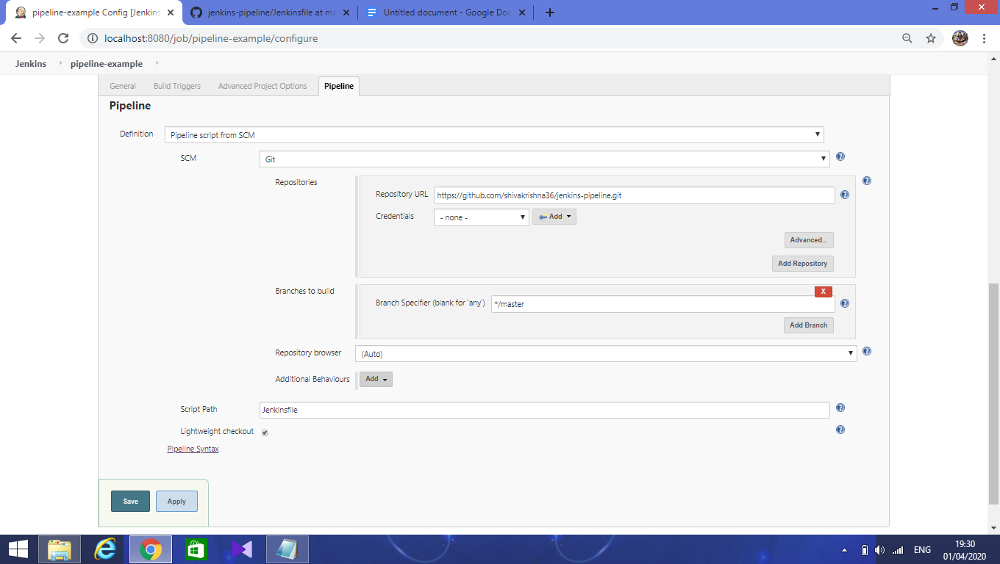 pipeline-example Config [Jenkins
jenkins-pipeline/Jenkinsfile at ma
Untitled document - Google Doc
localhost:8080/job/pipeline-example/configure
Jenkins pipeline-example
General Build Triggers Advanced Project Options Pipeline
Pipeline
Definition Pipeline script from SCM
SCM Git
Repositories
Repository URL https://github.com/shivakrishna36/jenkins-pipeline.git
Credentials - none - Add
Advanced...
Add Repository
Branches to build
X
Branch Specifier (blank for 'any') */master
Add Branch
Repository browser (Auto)
Additional Behaviours Add
Script Path Jenkinsfile
Lightweight checkout
Pipeline Syntax
Save Apply
ENG
19:30
01/04/2020